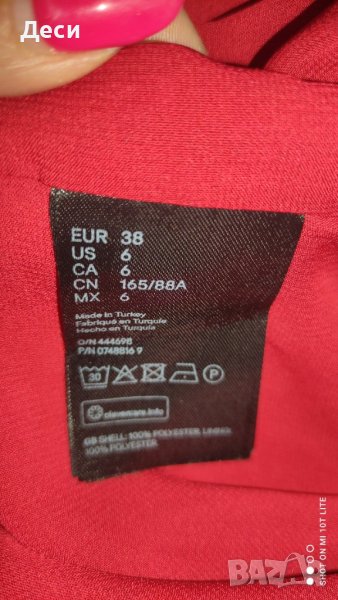 Деси
EUR 38
US 6
CA 6
CN 165/88A
MX 6
Made in Turkey
Fabriqué en Turquie
Hecho en Turquía
O/N 444698
P/N 0748816 9
30 P
clevercare.info
GB SHELL: 100% POLYESTER. LINING:
100% POLYESTER.
SHOT ON MI 10T LITE
BAZAR